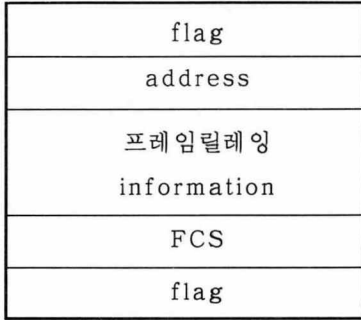 flag
address
프레임릴레잉
information
FCS
flag